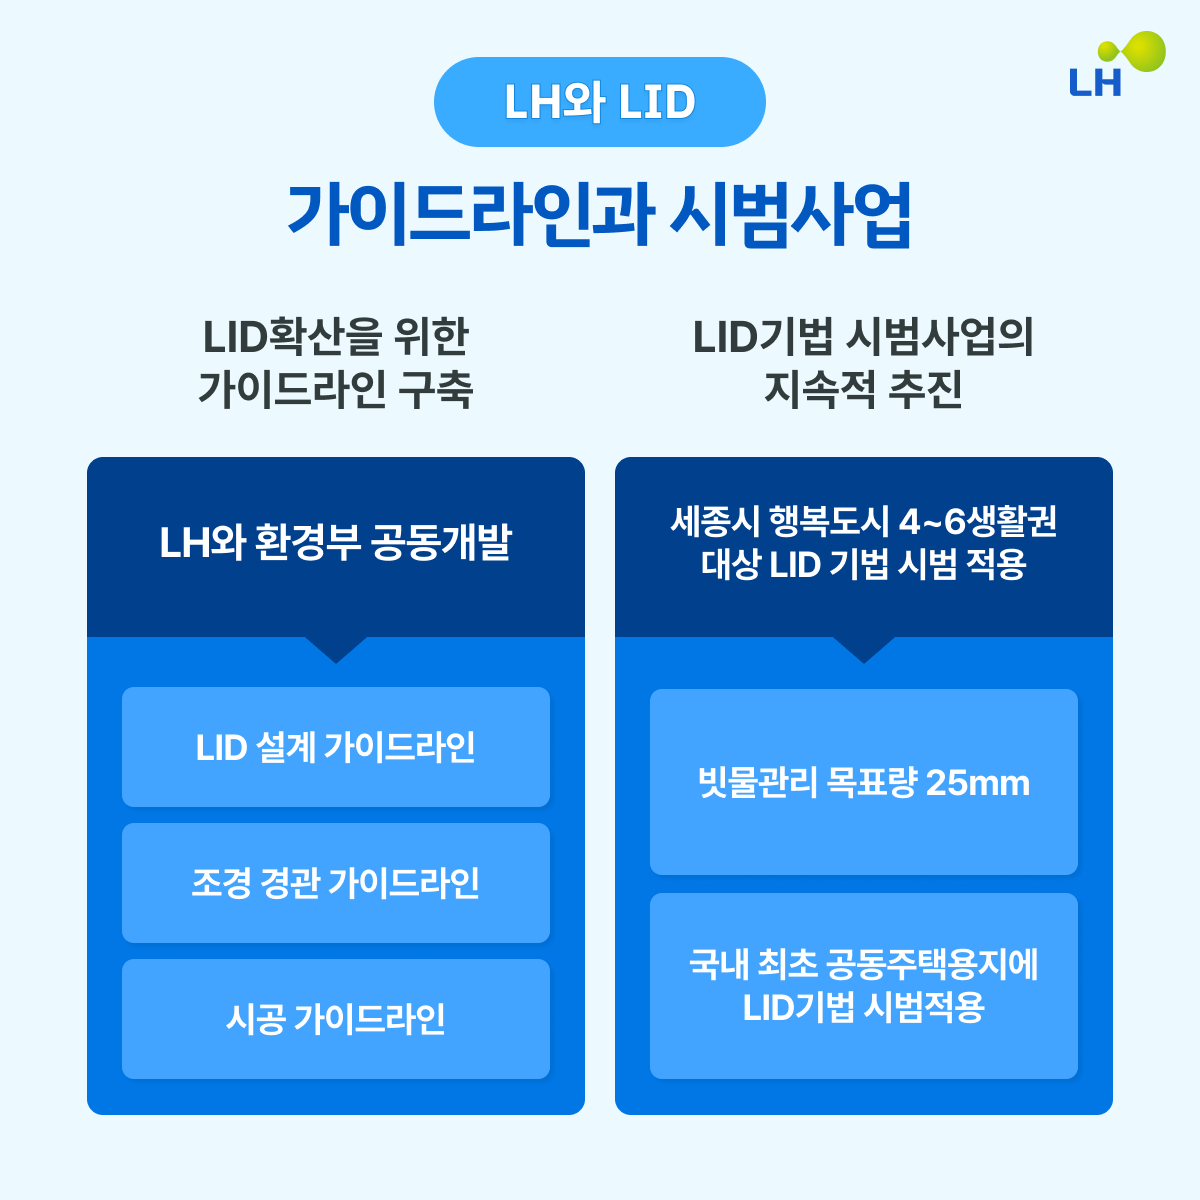 LH
LH와 LID
가이드라인과 시범사업
LID확산을 위한
가이드라인 구축
LH와 환경부 공동개발
LID 설계 가이드라인
조경 경관 가이드라인
시공 가이드라인
LID기법 시범사업의
지속적 추진
세종시 행복도시 4~6생활권
대상 LID 기법 시범 적용
빗물관리 목표량 25mm
국내 최초 공동주택용지에
LID기법 시범적용